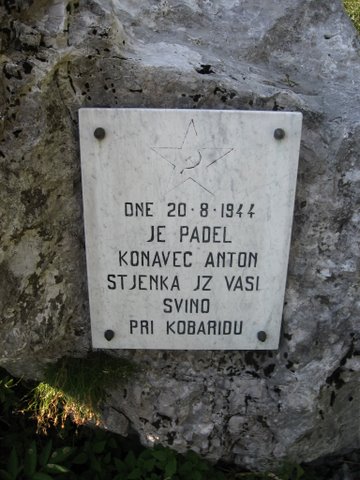 DNE 20·8·1944
JE PADEL
KONAVEC ANTON
STJENKA JZ VASI
SVINO
PRI KOBARIDU